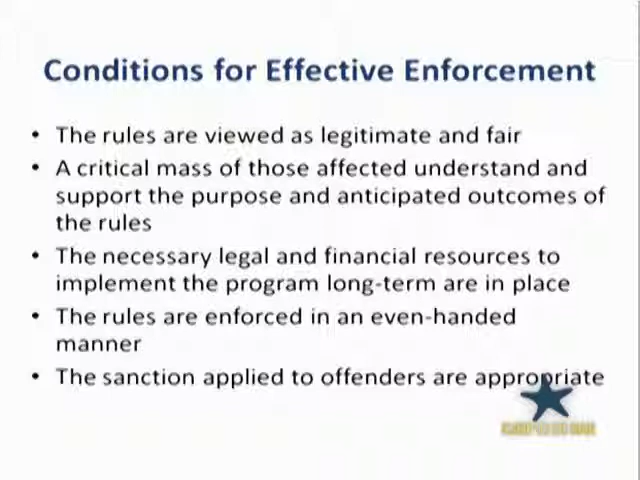 Conditions for Effective Enforcement
• The rules are viewed as legitimate and fair
• A critical mass of those affected understand and
support the purpose and anticipated outcomes of
the rules
• The necessary legal and financial resources to
implement the program long-term are in place
• The rules are enforced in an even-handed
manner
• The sanction applied to offenders are appropriate